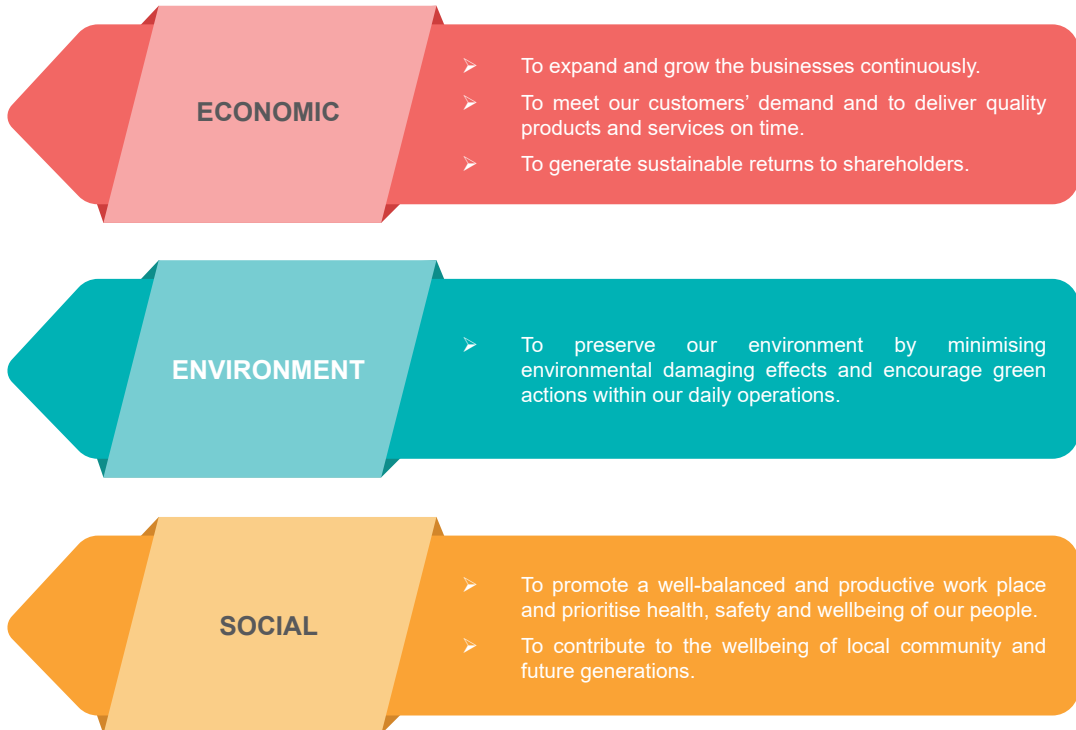 ECONOMIC
➢ To expand and grow the businesses continuously.
➢ To meet our customers’ demand and to deliver quality
products and services on time.
➢ To generate sustainable returns to shareholders.
ENVIRONMENT
➢ To preserve our environment by minimising
environmental damaging effects and encourage green
actions within our daily operations.
SOCIAL
➢ To promote a well-balanced and productive work place
and prioritise health, safety and wellbeing of our people.
➢ To contribute to the wellbeing of local community and
future generations.